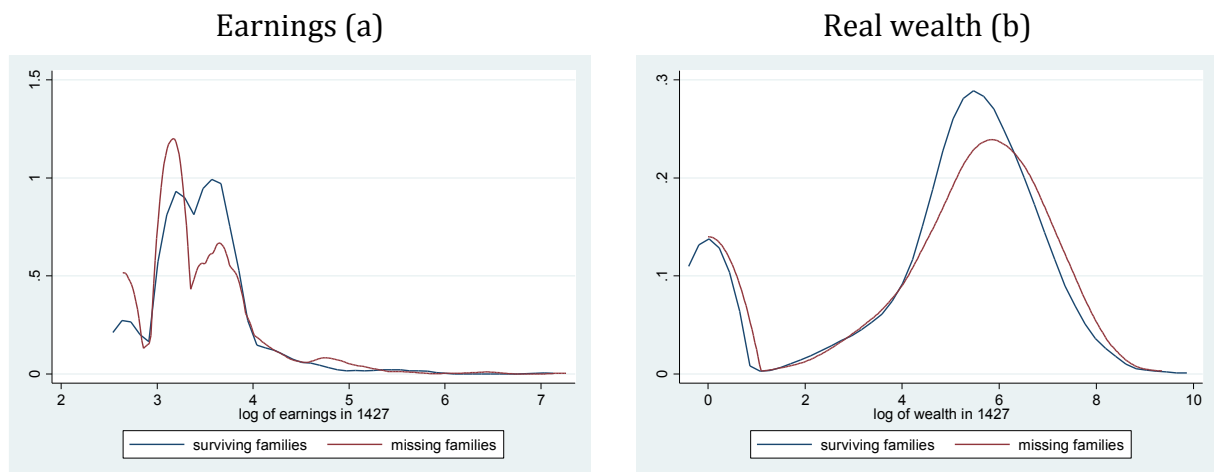 Earnings (a)
Real wealth (b)
1.5
1
.5
0
2 3 4 5 6 7
log of earnings in 1427
surviving families missing families
.3
.2
.1
0
0 2 4 6 8 10
log of wealth in 1427
surviving families missing families